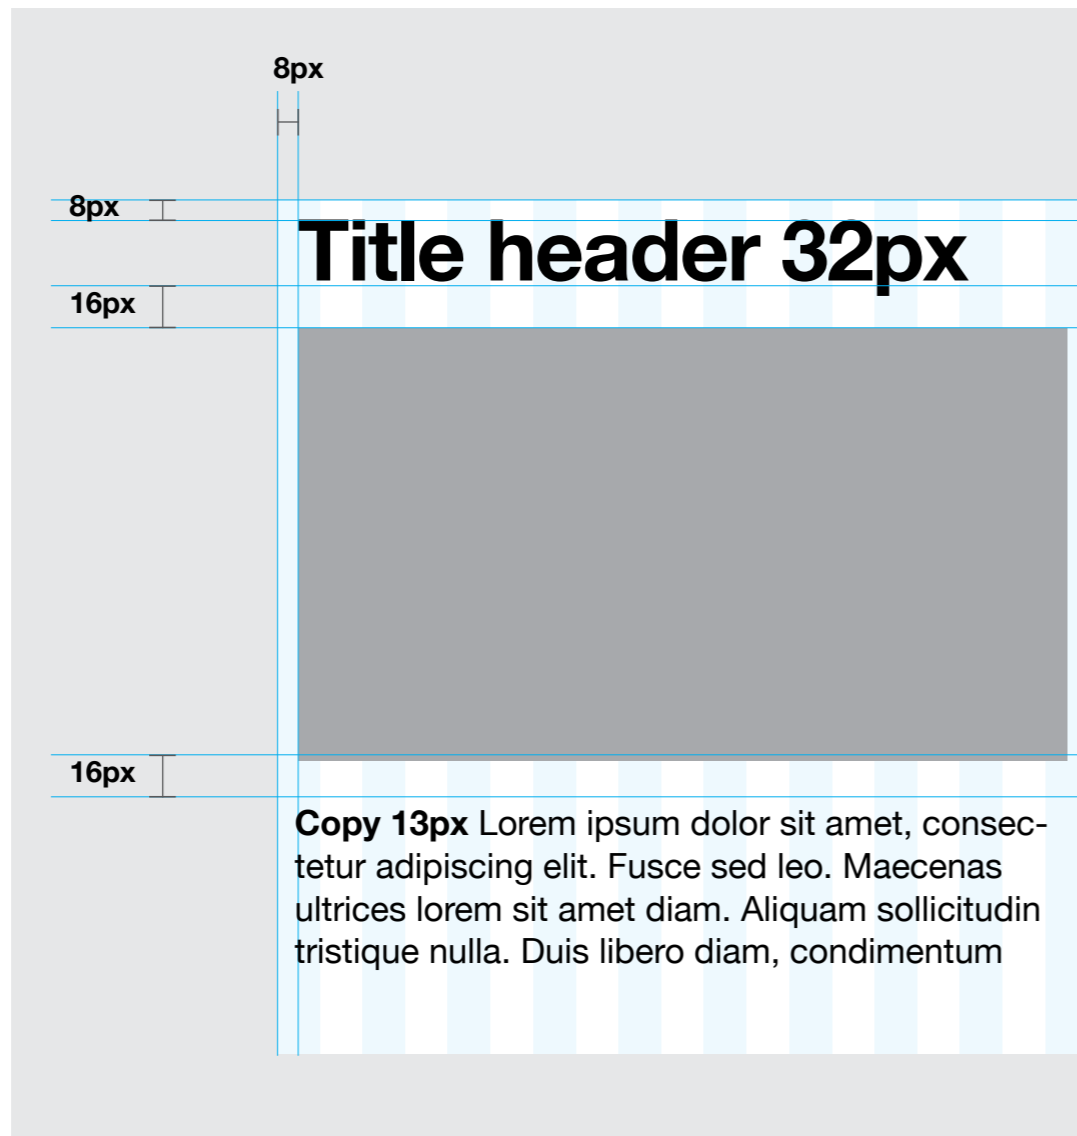 8px
8px
Title header 32px
16px
16px
Copy 13px Lorem ipsum dolor sit amet, consec-
tetur adipiscing elit. Fusce sed leo. Maecenas
ultrices lorem sit amet diam. Aliquam sollicitudin
tristique nulla. Duis libero diam, condimentum